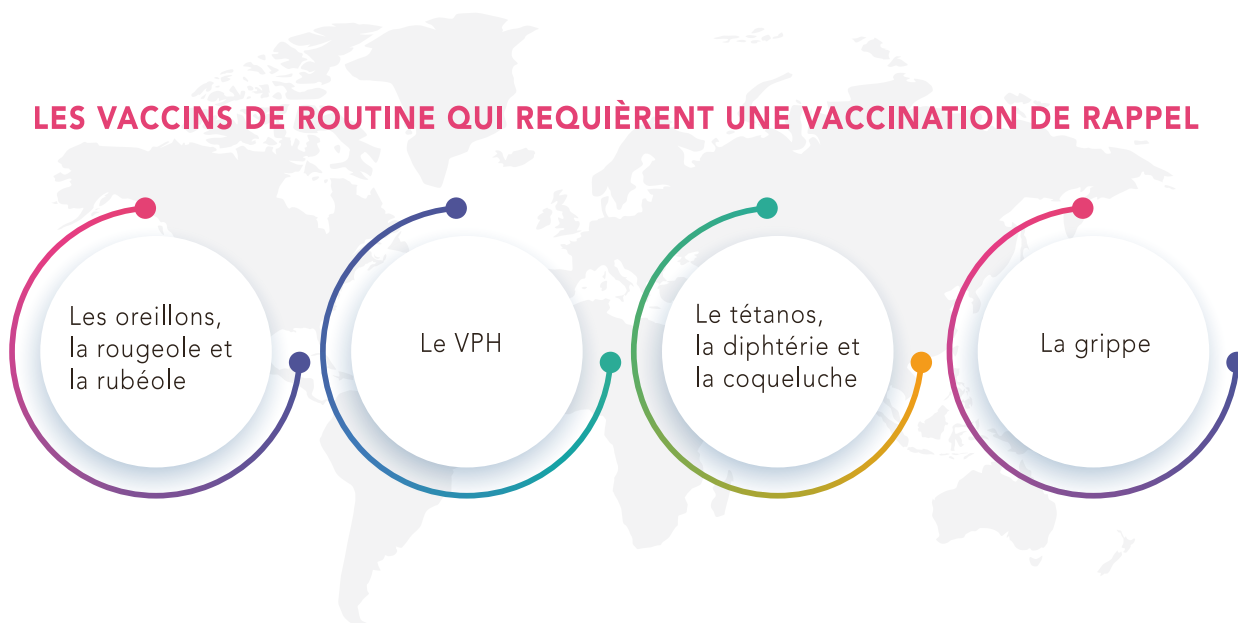 LES VACCINS DE ROUTINE QUI REQUIÈRENT UNE VACCINATION DE RAPPEL
Les oreillons,
la rougeole et
la rubéole
Le VPH
Le tétanos,
la diphtérie et
la coqueluche
La grippe